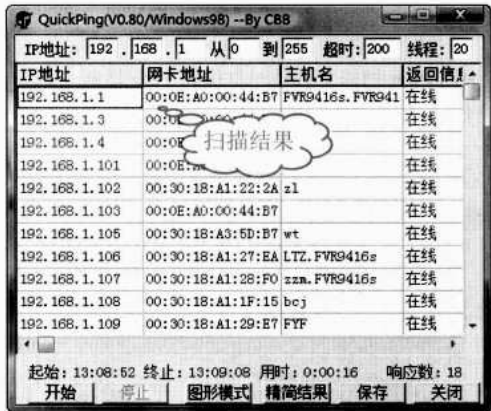 QuickPing(V0.80/Windows98) --By CBB
IP地址: 192 .168 .1 从0 到255 超时:200 线程:20
IP地址 网卡地址 主机名 返回信息
192.168.1.1 00:0E:A0:00:44:B7 FVR9416s.FVR941 在线
192.168.1.3 在线
192.168.1.4 在线
扫描结果
192.168.1.101 在线
192.168.1.102 00:30:18:A1:22:2A zl 在线
192.168.1.103 00:0E:A0:00:44:B7 在线
192.168.1.105 00:30:18:A3:5D:B7 wt 在线
192.168.1.106 00:30:18:A1:27:EA LTZ.FVR9416s 在线
192.168.1.107 00:30:18:A1:28:F0 zzm.FVR9416s 在线
192.168.1.108 00:30:18:A1:1F:15 bcj 在线
192.168.1.109 00:30:18:A1:29:E7 FYF 在线
起始: 13:08:52 终止: 13:09:08 用时: 0:00:16 响应数: 18
开始 停止 图形模式 精简结果 保存 关闭